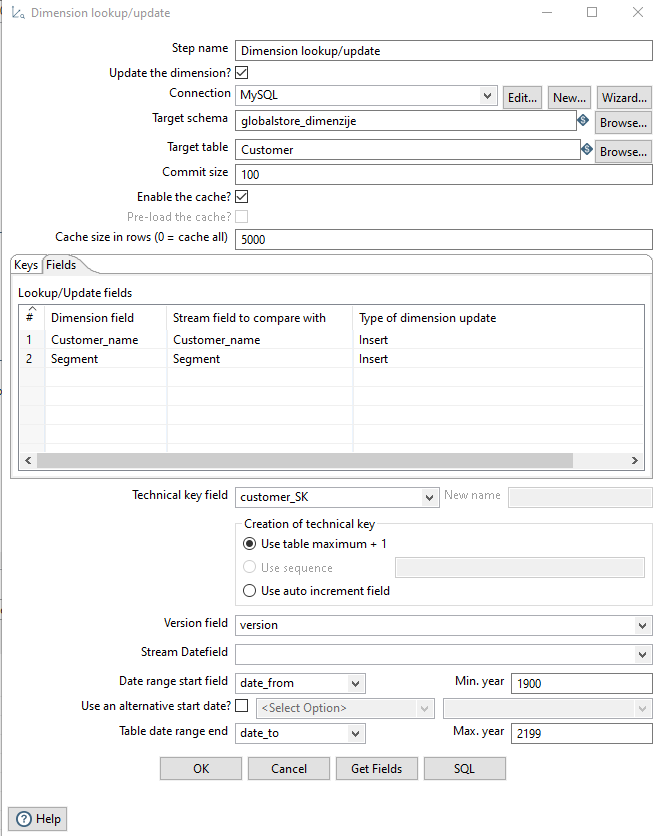 Dimension lookup/update
Step name Dimension lookup/update
Update the dimension?
Connection MySQL Edit... New... Wizard...
Target schema globalstore_dimenzije Browse...
Target table Customer Browse...
Commit size 100
Enable the cache?
Pre-load the cache?
Cache size in rows (0 = cache all) 5000
Keys Fields
Lookup/Update fields
# Dimension field Stream field to compare with Type of dimension update
1 Customer_name Customer_name Insert
2 Segment Segment Insert
Technical key field customer_SK New name
Creation of technical key
Use table maximum + 1
Use sequence
Use auto increment field
Version field version
Stream Datefield
Date range start field date_from Min. year 1900
Use an alternative start date? <Select Option>
Table date range end date_to Max. year 2199
OK Cancel Get Fields SQL
Help